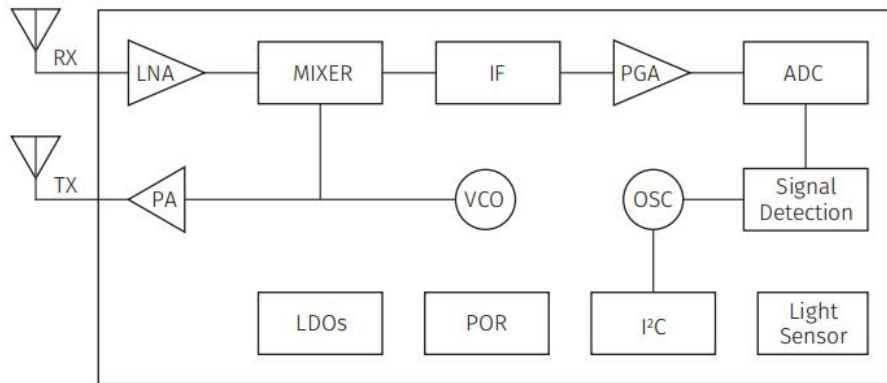 RX
LNA
MIXER
IF
PGA
ADC
TX
PA
VCO
OSC
Signal
Detection
LDOs
POR
I²C
Light
Sensor